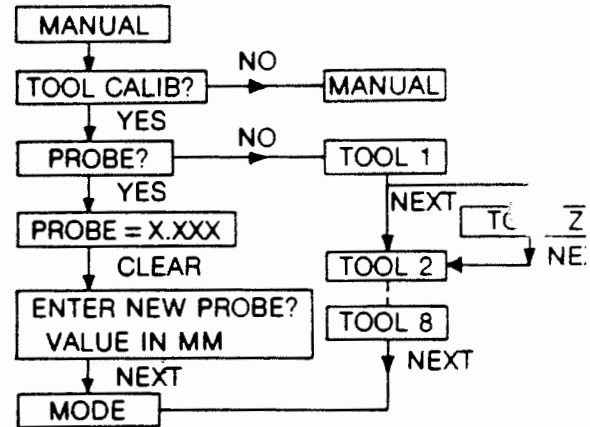 MANUAL
NO
TOOL CALIB?
MANUAL
YES
NO
PROBE?
TOOL 1
YES
NEXT
PROBE = X.XXX
CLEAR
TOOL 2
ENTER NEW PROBE?
VALUE IN MM
TOOL 8
NEXT
NEXT
MODE